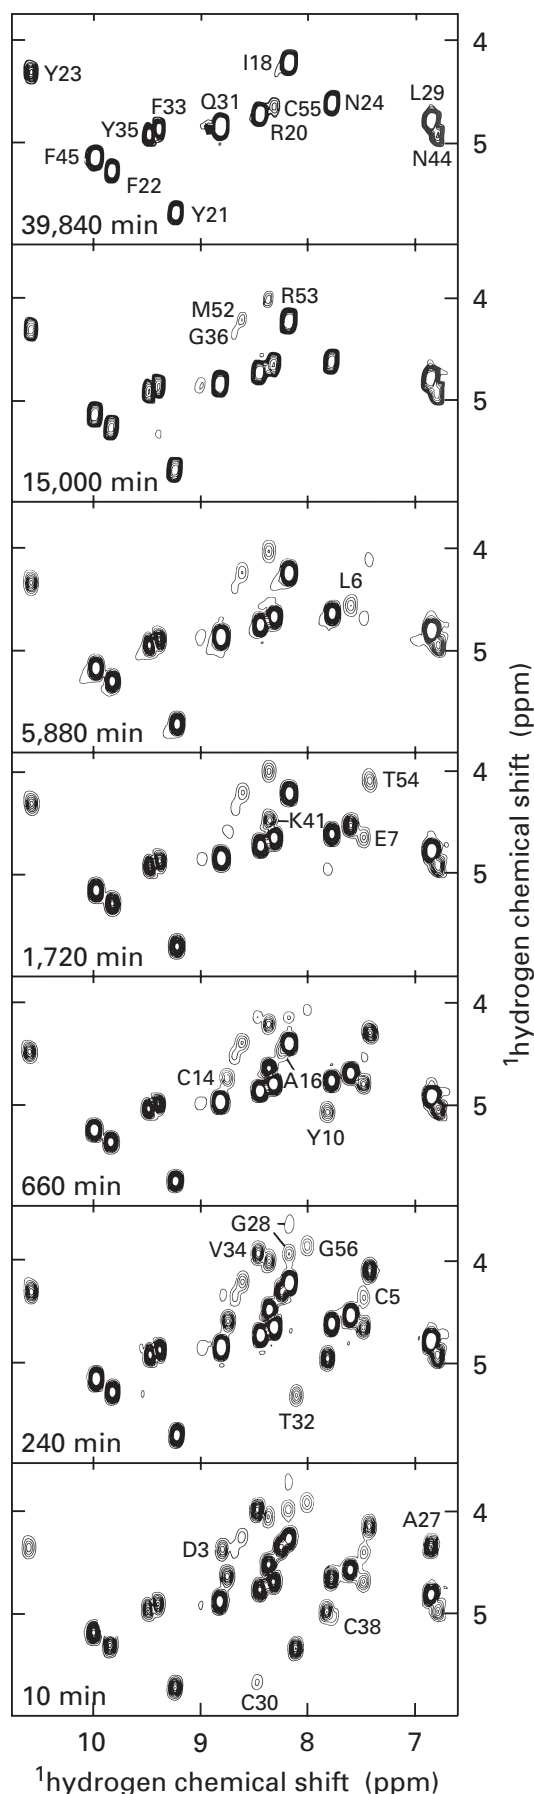 4
I18
Y23
L29
F33
Q31
C55
N24
Y35
R20
5
N44
F45
F22
Y21
39,840 min
4
R53
M52
G36
5
15,000 min
4
L6
5
5,880 min
4
T54
K41
E7
5
1,720 min
4
C14
A16
5
Y10
660 min
G28
V34
G56
4
C5
5
T32
240 min
4
A27
D3
5
C38
10 min
C30
10 9 8 7
1hydrogen chemical shift (ppm)
1hydrogen chemical shift (ppm)